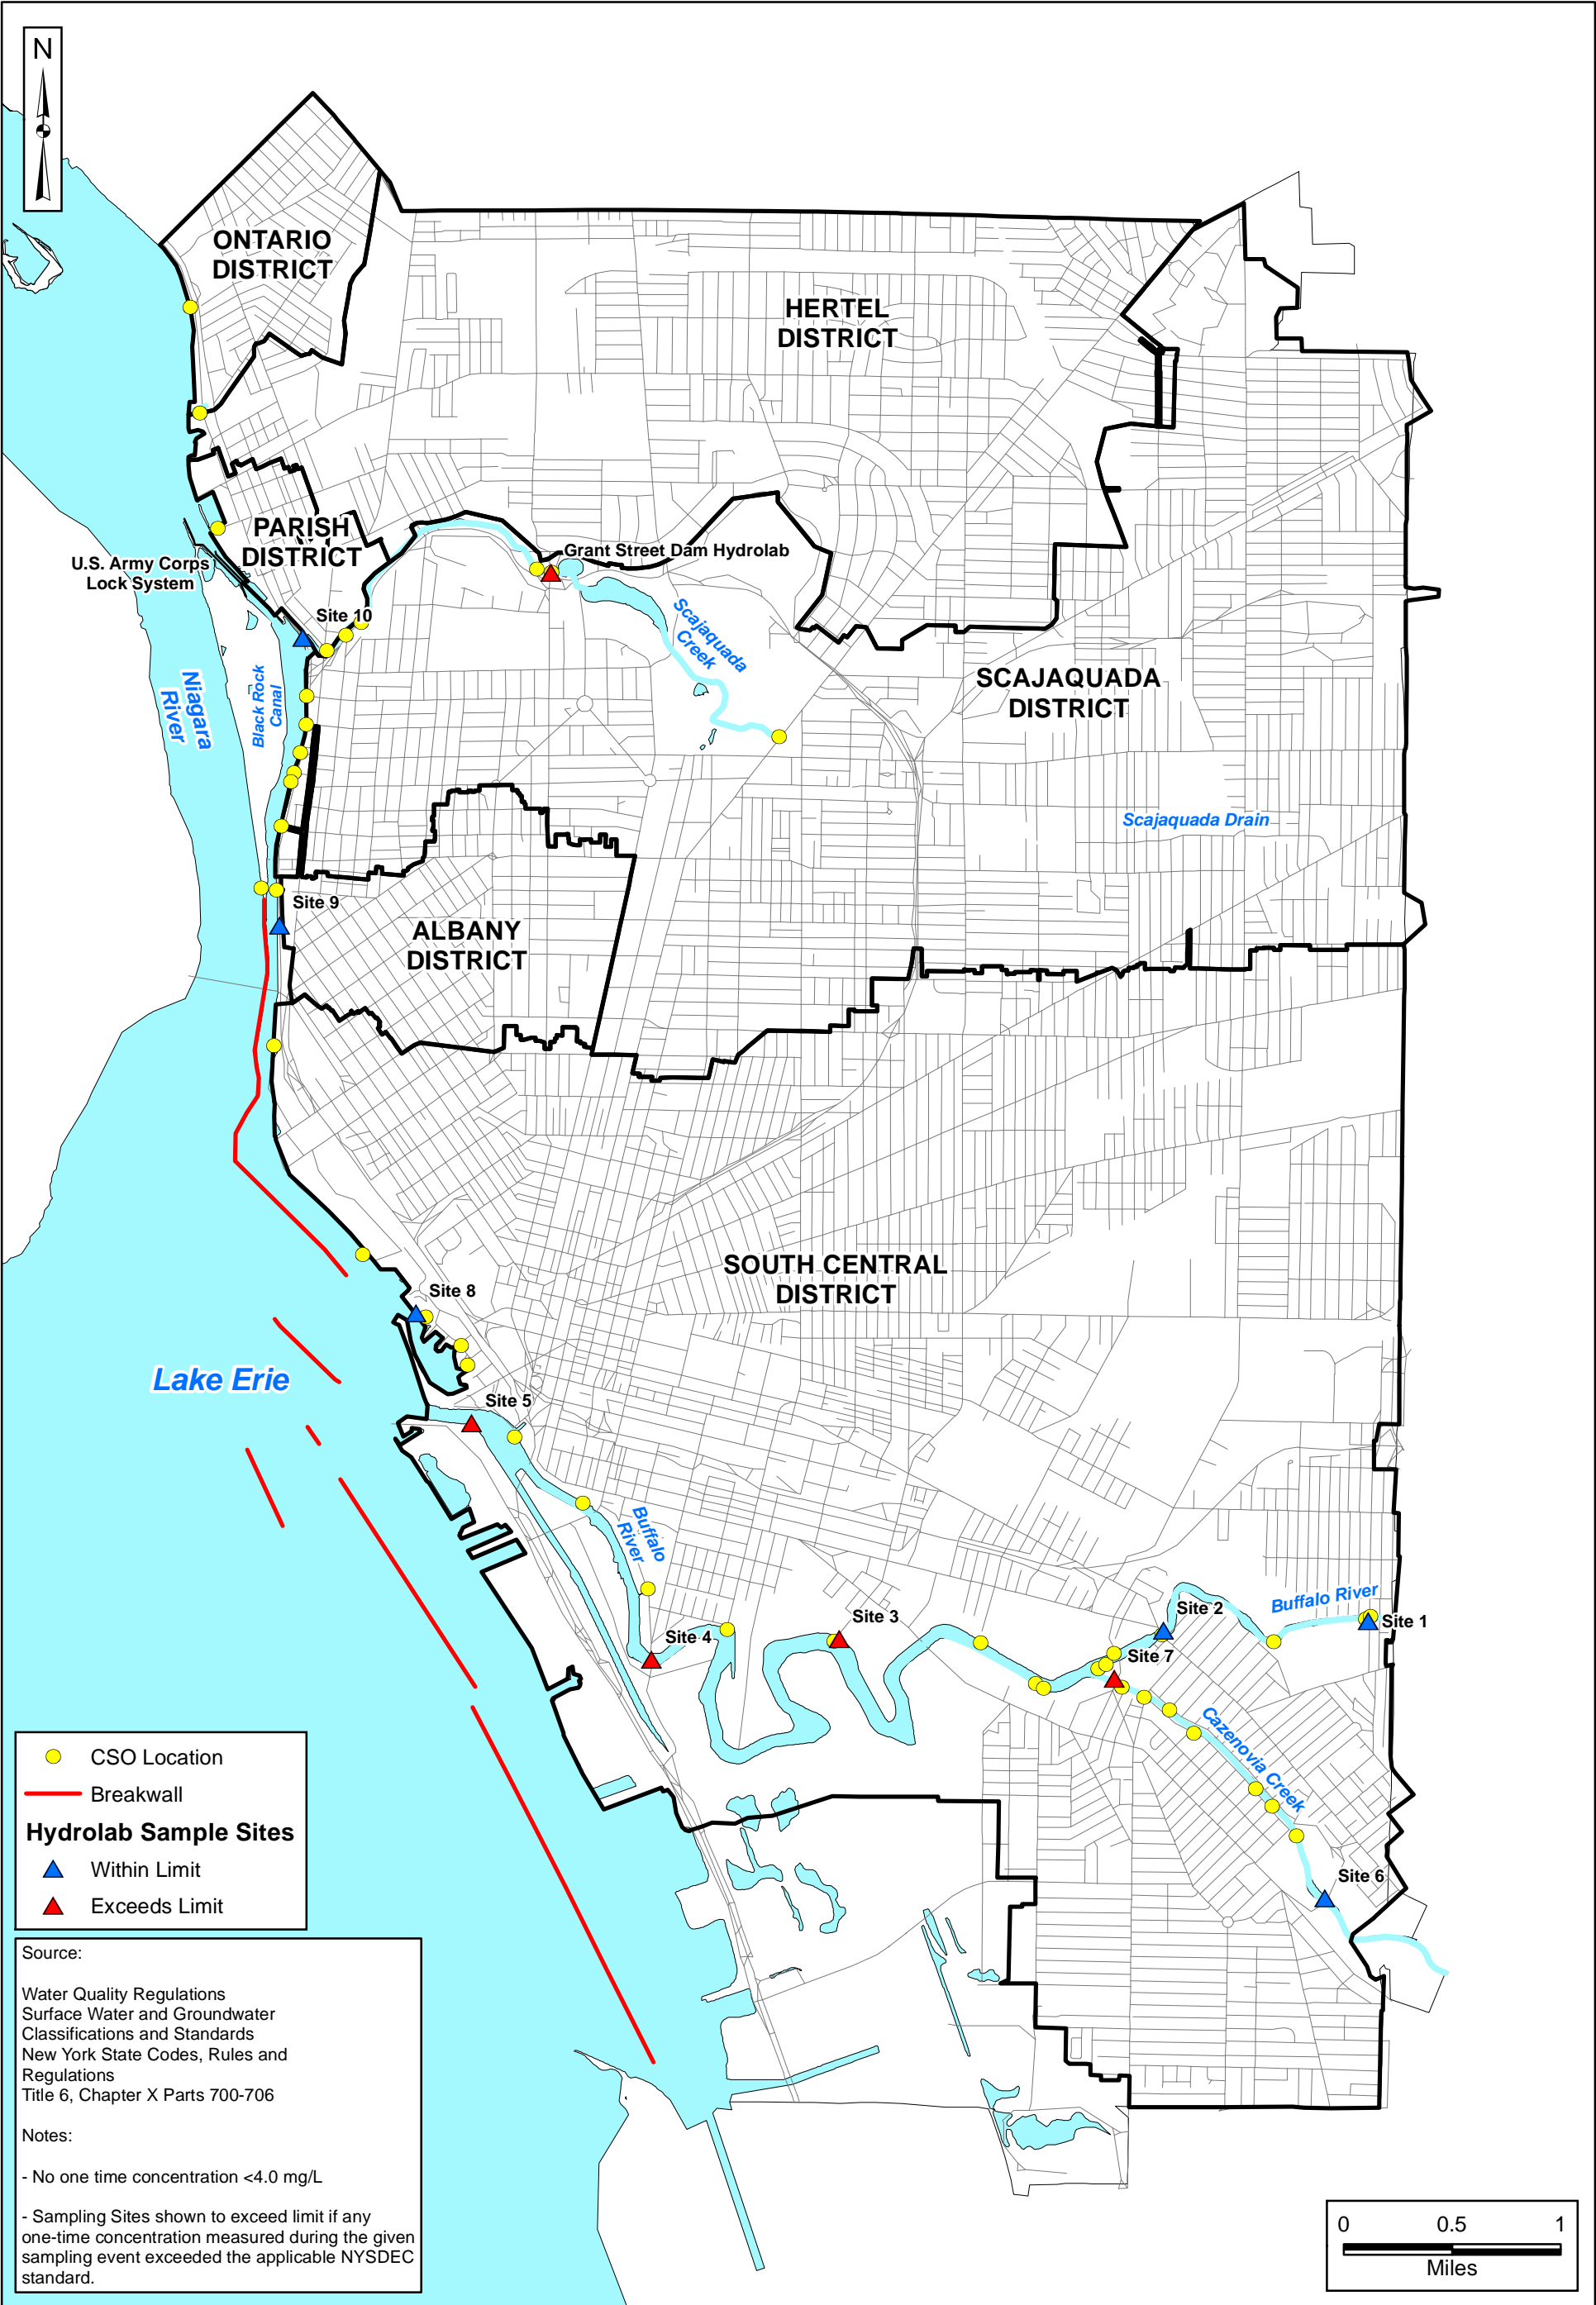 N
ONTARIO
DISTRICT
HERTEL
DISTRICT
PARISH
DISTRICT
U.S. Army Corps
Lock System
Grant Street Dam Hydrolab
Site 10
Scajaquada
Creek
SCAJAQUADA
DISTRICT
Niagara
River
Black Rock
Canal
Scajaquada Drain
Site 9
ALBANY
DISTRICT
SOUTH CENTRAL
DISTRICT
Site 8
Lake Erie
Site 5
Buffalo
River
Buffalo River
Site 2
Site 3
Site 1
Site 4
Site 7
Cazenovia Creek
Site 6
CSO Location
Breakwall
Hydrolab Sample Sites
Within Limit
Exceeds Limit
Source:
Water Quality Regulations
Surface Water and Groundwater
Classifications and Standards
New York State Codes, Rules and
Regulations
Title 6, Chapter X Parts 700-706
Notes:
- No one time concentration <4.0 mg/L
- Sampling Sites shown to exceed limit if any
one-time concentration measured during the given
sampling event exceeded the applicable NYSDEC
standard.
0 0.5 1
Miles